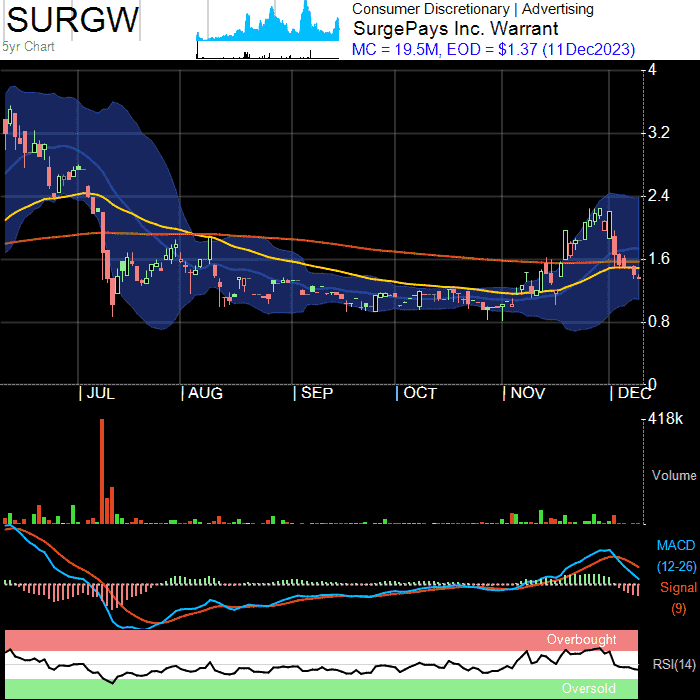 SURGW
5yr Chart
Consumer Discretionary | Advertising
SurgePays Inc. Warrant
MC = 19.5M, EOD = $1.37 (11Dec2023)
4
3.2
2.4
1.6
0.8
0
| JUL
| AUG
| SEP
| OCT
| NOV
| DEC
418k
Volume
MACD
(12-26)
Signal
(9)
Overbought
RSI(14)
Oversold